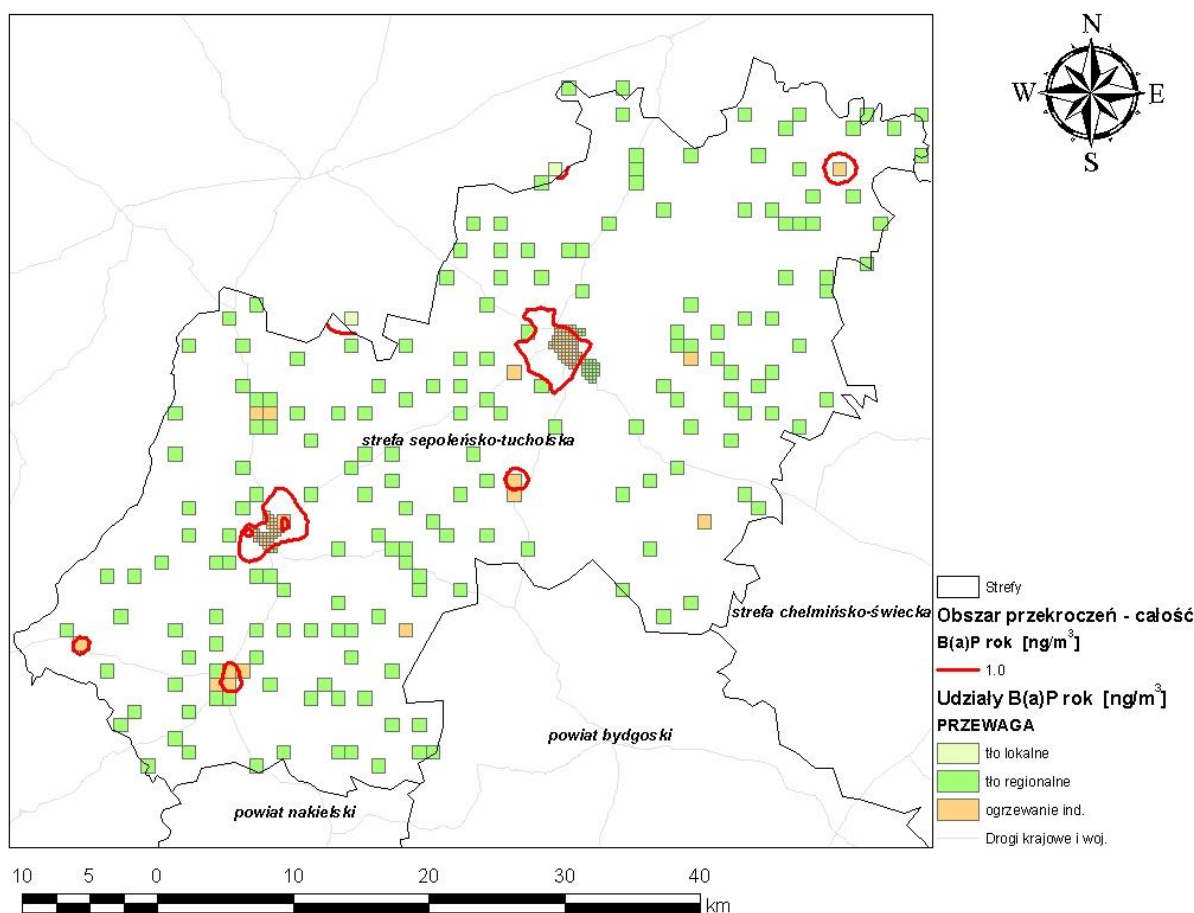 N
W E
S
strefa sepoleńsko-tucholska
strefa chełmińsko-świecka
powiat bydgoski
powiat nakielski
Strefy
Obszar przekroczeń - całość
B(a)P rok [ng/m³]
1.0
Udziały B(a)P rok [ng/m³]
PRZEWAGA
tło lokalne
tło regionalne
ogrzewanie ind.
Drogi krajowe i woj.
10 5 0 10 20 30 40
km